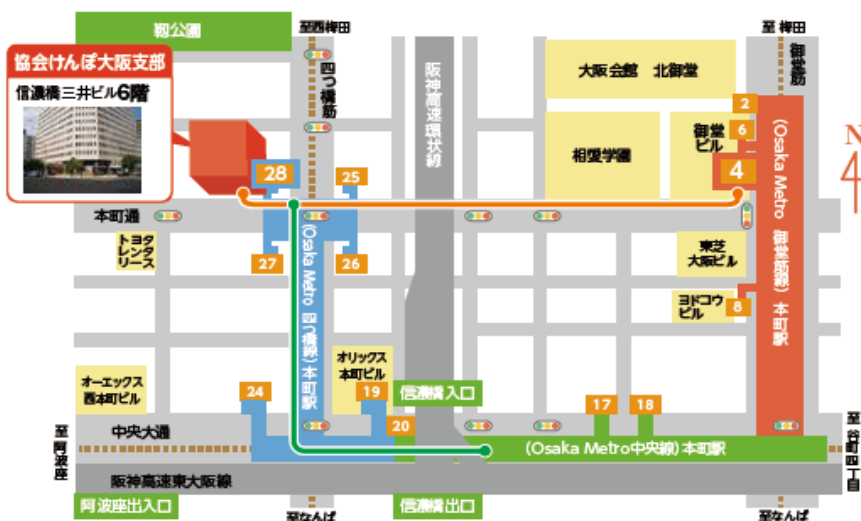 靱公園
至西梅田
四つ橋筋
協会けんぽ大阪支部
信濃橋三井ビル6階
阪神高速環状線
大阪会館 北御堂
相愛学園
御堂
ビル
至梅田
御堂筋
2
6
4
N
28
25
本町通
27
26
トヨタ
レンタ
リース
(Osaka Metro 四つ橋線)本町駅
(Osaka Metro 御堂筋線)本町駅
東芝
大阪ビル
ヨドコウ
ビル
8
オーエックス
西本町ビル
24
オリックス
本町ビル
19
20
信濃橋入口
17
18
至阿波座
中央大通
(Osaka Metro中央線)本町駅
至谷町四丁目
阪神高速東大阪線
阿波座出入口
信濃橋出口
至なんば
至なんば